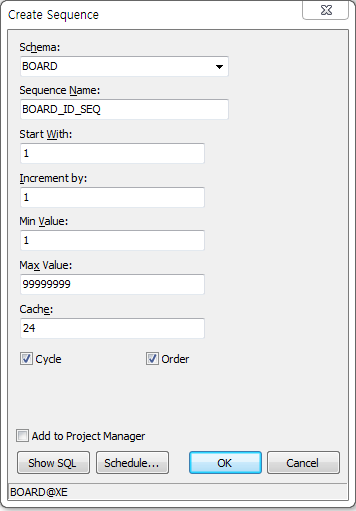 Create Sequence
Schema:
BOARD
Sequence Name:
BOARD_ID_SEQ
Start With:
1
Increment by:
1
Min Value:
1
Max Value:
99999999
Cache:
24
Cycle Order
Add to Project Manager
Show SQL Schedule... OK Cancel
BOARD@XE